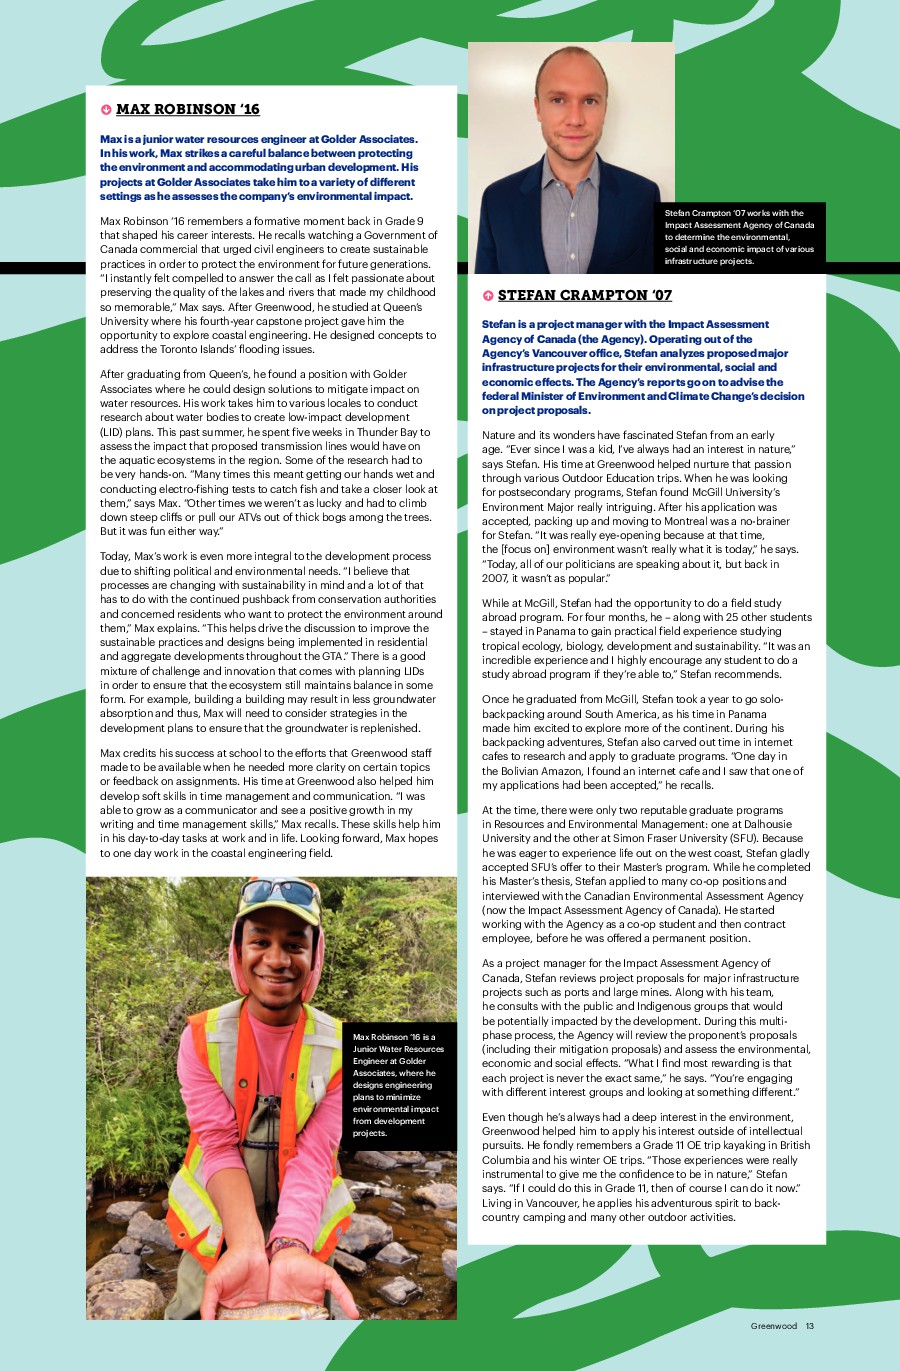 MAX ROBINSON ‘16
Max is a junior water resources engineer at Golder Associates.
In his work, Max strikes a careful balance between protecting
the environment and accommodating urban development. His
projects at Golder Associates take him to a variety of different
settings as he assesses the company’s environmental impact.
Max Robinson ’16 remembers a formative moment back in Grade 9
that shaped his career interests. He recalls watching a Government of
Canada commercial that urged civil engineers to create sustainable
practices in order to protect the environment for future generations.
“I instantly felt compelled to answer the call as I felt passionate about
preserving the quality of the lakes and rivers that made my childhood
so memorable,” Max says. After Greenwood, he studied at Queen’s
University where his fourth-year capstone project gave him the
opportunity to explore coastal engineering. He designed concepts to
address the Toronto Islands’ flooding issues.
After graduating from Queen’s, he found a position with Golder
Associates where he could design solutions to mitigate impact on
water resources. His work takes him to various locales to conduct
research about water bodies to create low-impact development
(LID) plans. This past summer, he spent five weeks in Thunder Bay to
assess the impact that proposed transmission lines would have on
the aquatic ecosystems in the region. Some of the research had to
be very hands-on. “Many times this meant getting our hands wet and
conducting electro-fishing tests to catch fish and take a closer look at
them,” says Max. “Other times we weren’t as lucky and had to climb
down steep cliffs or pull our ATVs out of thick bogs among the trees.
But it was fun either way.”
Today, Max’s work is even more integral to the development process
due to shifting political and environmental needs. “I believe that
processes are changing with sustainability in mind and a lot of that
has to do with the continued pushback from conservation authorities
and concerned residents who want to protect the environment around
them,” Max explains. “This helps drive the discussion to improve the
sustainable practices and designs being implemented in residential
and aggregate developments throughout the GTA.” There is a good
mixture of challenge and innovation that comes with planning LIDs
in order to ensure that the ecosystem still maintains balance in some
form. For example, building a building may result in less groundwater
absorption and thus, Max will need to consider strategies in the
development plans to ensure that the groundwater is replenished.
Max credits his success at school to the efforts that Greenwood staff
made to be available when he needed more clarity on certain topics
or feedback on assignments. His time at Greenwood also helped him
develop soft skills in time management and communication. “I was
able to grow as a communicator and see a positive growth in my
writing and time management skills,” Max recalls. These skills help him
in his day-to-day tasks at work and in life. Looking forward, Max hopes
to one day work in the coastal engineering field.
Max Robinson ’16 is a
Junior Water Resources
Engineer at Golder
Associates, where he
designs engineering
plans to minimize
environmental impact
from development
projects.
Stefan Crampton ’07 works with the
Impact Assessment Agency of Canada
to determine the environmental,
social and economic impact of various
infrastructure projects.
STEFAN CRAMPTON ‘07
Stefan is a project manager with the Impact Assessment
Agency of Canada (the Agency). Operating out of the
Agency’s Vancouver office, Stefan analyzes proposed major
infrastructure projects for their environmental, social and
economic effects. The Agency’s reports go on to advise the
federal Minister of Environment and Climate Change’s decision
on project proposals.
Nature and its wonders have fascinated Stefan from an early
age. “Ever since I was a kid, I’ve always had an interest in nature,”
says Stefan. His time at Greenwood helped nurture that passion
through various Outdoor Education trips. When he was looking
for postsecondary programs, Stefan found McGill University’s
Environment Major really intriguing. After his application was
accepted, packing up and moving to Montreal was a no-brainer
for Stefan. “It was really eye-opening because at that time,
the [focus on] environment wasn’t really what it is today,” he says.
“Today, all of our politicians are speaking about it, but back in
2007, it wasn’t as popular.”
While at McGill, Stefan had the opportunity to do a field study
abroad program. For four months, he – along with 25 other students
– stayed in Panama to gain practical field experience studying
tropical ecology, biology, development and sustainability. “It was an
incredible experience and I highly encourage any student to do a
study abroad program if they’re able to,” Stefan recommends.
Once he graduated from McGill, Stefan took a year to go solo-
backpacking around South America, as his time in Panama
made him excited to explore more of the continent. During his
backpacking adventures, Stefan also carved out time in internet
cafes to research and apply to graduate programs. “One day in
the Bolivian Amazon, I found an internet cafe and I saw that one of
my applications had been accepted,” he recalls.
At the time, there were only two reputable graduate programs
in Resources and Environmental Management: one at Dalhousie
University and the other at Simon Fraser University (SFU). Because
he was eager to experience life out on the west coast, Stefan gladly
accepted SFU’s offer to their Master’s program. While he completed
his Master’s thesis, Stefan applied to many co-op positions and
interviewed with the Canadian Environmental Assessment Agency
(now the Impact Assessment Agency of Canada). He started
working with the Agency as a co-op student and then contract
employee, before he was offered a permanent position.
As a project manager for the Impact Assessment Agency of
Canada, Stefan reviews project proposals for major infrastructure
projects such as ports and large mines. Along with his team,
he consults with the public and Indigenous groups that would
be potentially impacted by the development. During this multi-
phase process, the Agency will review the proponent’s proposals
(including their mitigation proposals) and assess the environmental,
economic and social effects. “What I find most rewarding is that
each project is never the exact same,” he says. “You’re engaging
with different interest groups and looking at something different.”
Even though he’s always had a deep interest in the environment,
Greenwood helped him to apply his interest outside of intellectual
pursuits. He fondly remembers a Grade 11 OE trip kayaking in British
Columbia and his winter OE trips. “Those experiences were really
instrumental to give me the confidence to be in nature,” Stefan
says. “If I could do this in Grade 11, then of course I can do it now.”
Living in Vancouver, he applies his adventurous spirit to back-
country camping and many other outdoor activities.
Greenwood 13